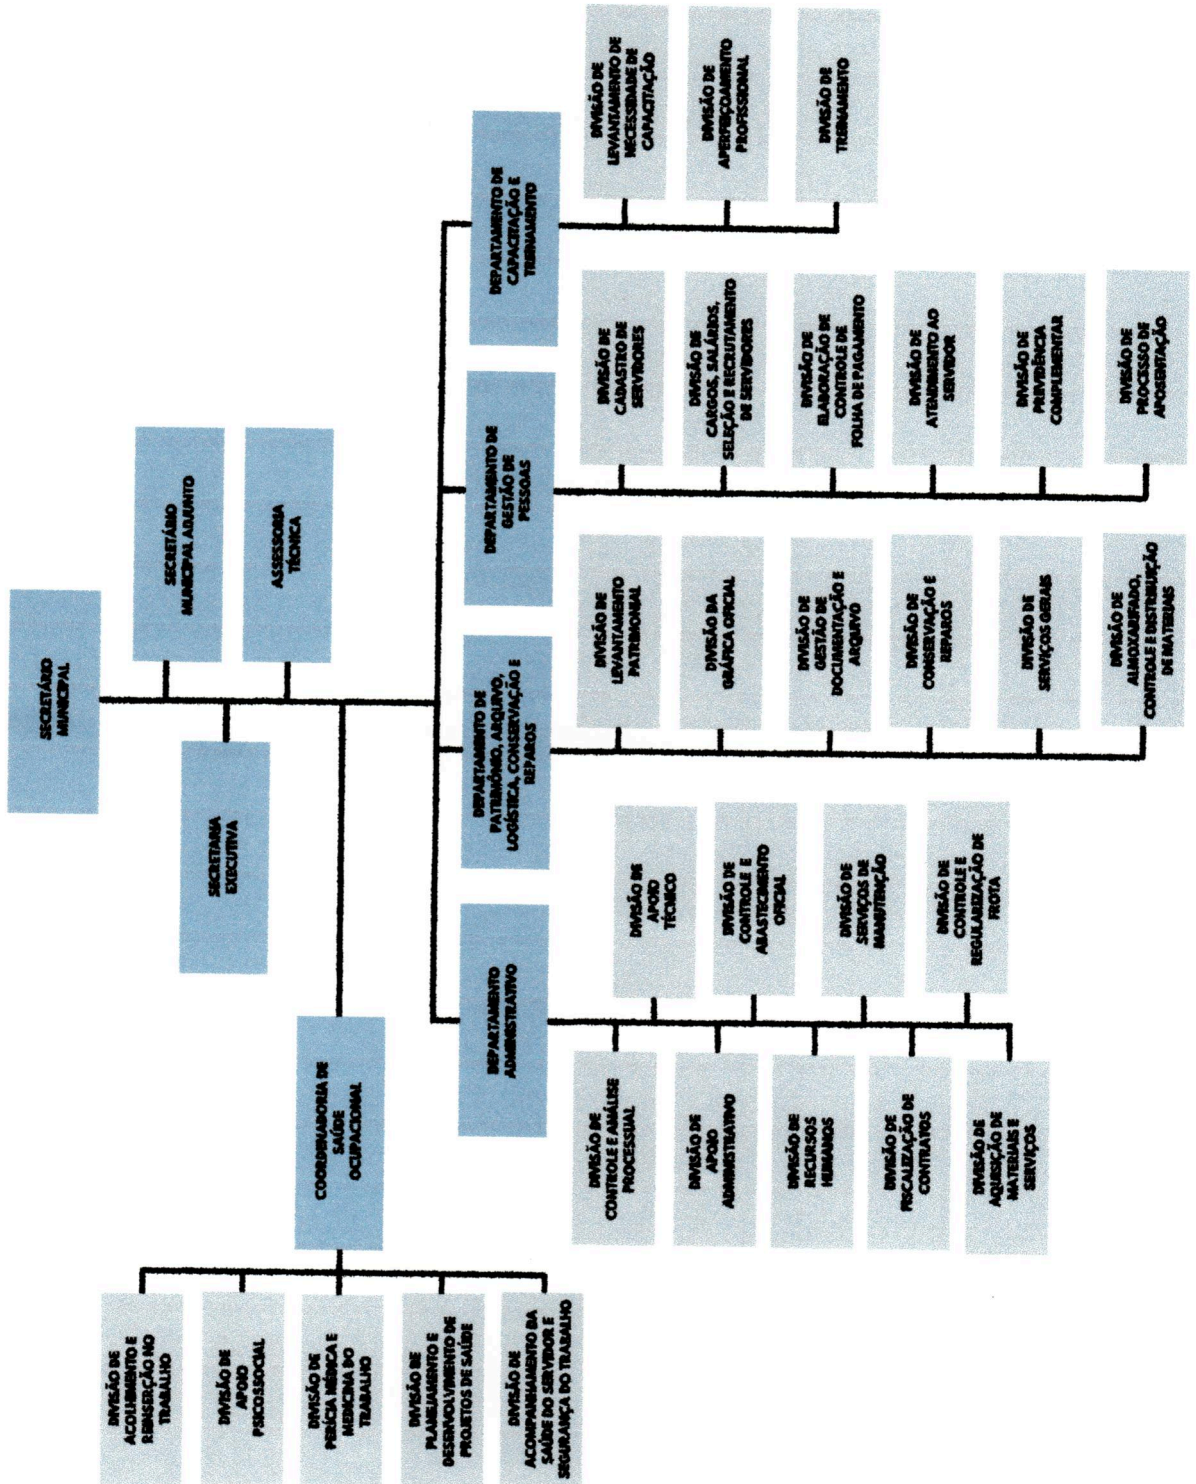 SECRETÁRIO
MUNICIPAL
SECRETÁRIO
MUNICIPAL ADJUNTO
SECRETARIA
EXECUTIVA
ASSESSORIA
TÉCNICA
COORDENADORIA DE
SAÚDE
OCUPACIONAL
DIVISÃO DE
ACOLHIMENTO E
REINSERÇÃO NO
TRABALHO
DIVISÃO DE
APOIO
PSICOSSOCIAL
DIVISÃO DE
PERÍCIA MÉDICA E
MEDICINA DO
TRABALHO
DIVISÃO DE
PLANEJAMENTO E
DESENVOLVIMENTO DE
PROJETOS DE SAÚDE
DIVISÃO DE
ACOMPANHAMENTO DA
SAÚDE DO SERVIDOR E
SEGURANÇA DO TRABALHO
DEPARTAMENTO
ADMINISTRATIVO
DIVISÃO DE
CONTROLE E ANÁLISE
PROCESSUAL
DIVISÃO DE
APOIO
TÉCNICO
DIVISÃO DE
APOIO
ADMINISTRATIVO
DIVISÃO DE
CONTROLE E
ABASTECIMENTO
OFICIAL
DIVISÃO DE
RECURSOS
HUMANOS
DIVISÃO DE
SERVIÇOS DE
MANUTENÇÃO
DIVISÃO DE
FISCALIZAÇÃO DE
CONTRATOS
DIVISÃO DE
CONTROLE E
REGULARIZAÇÃO DE
FROTA
DIVISÃO DE
AQUISIÇÃO DE
MATERIAIS E
SERVIÇOS
DEPARTAMENTO DE
PATRIMÔNIO, ARQUIVO,
LOGÍSTICA, CONSERVAÇÃO E
REPAROS
DIVISÃO DE
LEVANTAMENTO
PATRIMONIAL
DIVISÃO DA
GRÁFICA OFICIAL
DIVISÃO DE
GESTÃO DE
DOCUMENTAÇÃO E
ARQUIVO
DIVISÃO DE
CONSERVAÇÃO E
REPAROS
DIVISÃO DE
SERVIÇOS GERAIS
DIVISÃO DE
ALMOXARIFADO,
CONTROLE E DISTRIBUIÇÃO
DE MATERIAIS
DEPARTAMENTO DE
GESTÃO DE
PESSOAS
DIVISÃO DE
CADASTRO DE
SERVIDORES
DIVISÃO DE
CARGOS, SALÁRIOS,
SELEÇÃO E RECRUTAMENTO
DE SERVIDORES
DIVISÃO DE
ELABORAÇÃO DE
CONTROLE DE
FOLHA DE PAGAMENTO
DIVISÃO DE
ATENDIMENTO AO
SERVIDOR
DIVISÃO DE
PREVIDÊNCIA
COMPLEMENTAR
DIVISÃO DE
PROCESSO DE
APOSENTAÇÃO
DEPARTAMENTO DE
CAPACITAÇÃO E
TREINAMENTO
DIVISÃO DE
LEVANTAMENTO DE
NECESSIDADE DE
CAPACITAÇÃO
DIVISÃO DE
APERFEIÇOAMENTO
PROFISSIONAL
DIVISÃO DE
TREINAMENTO